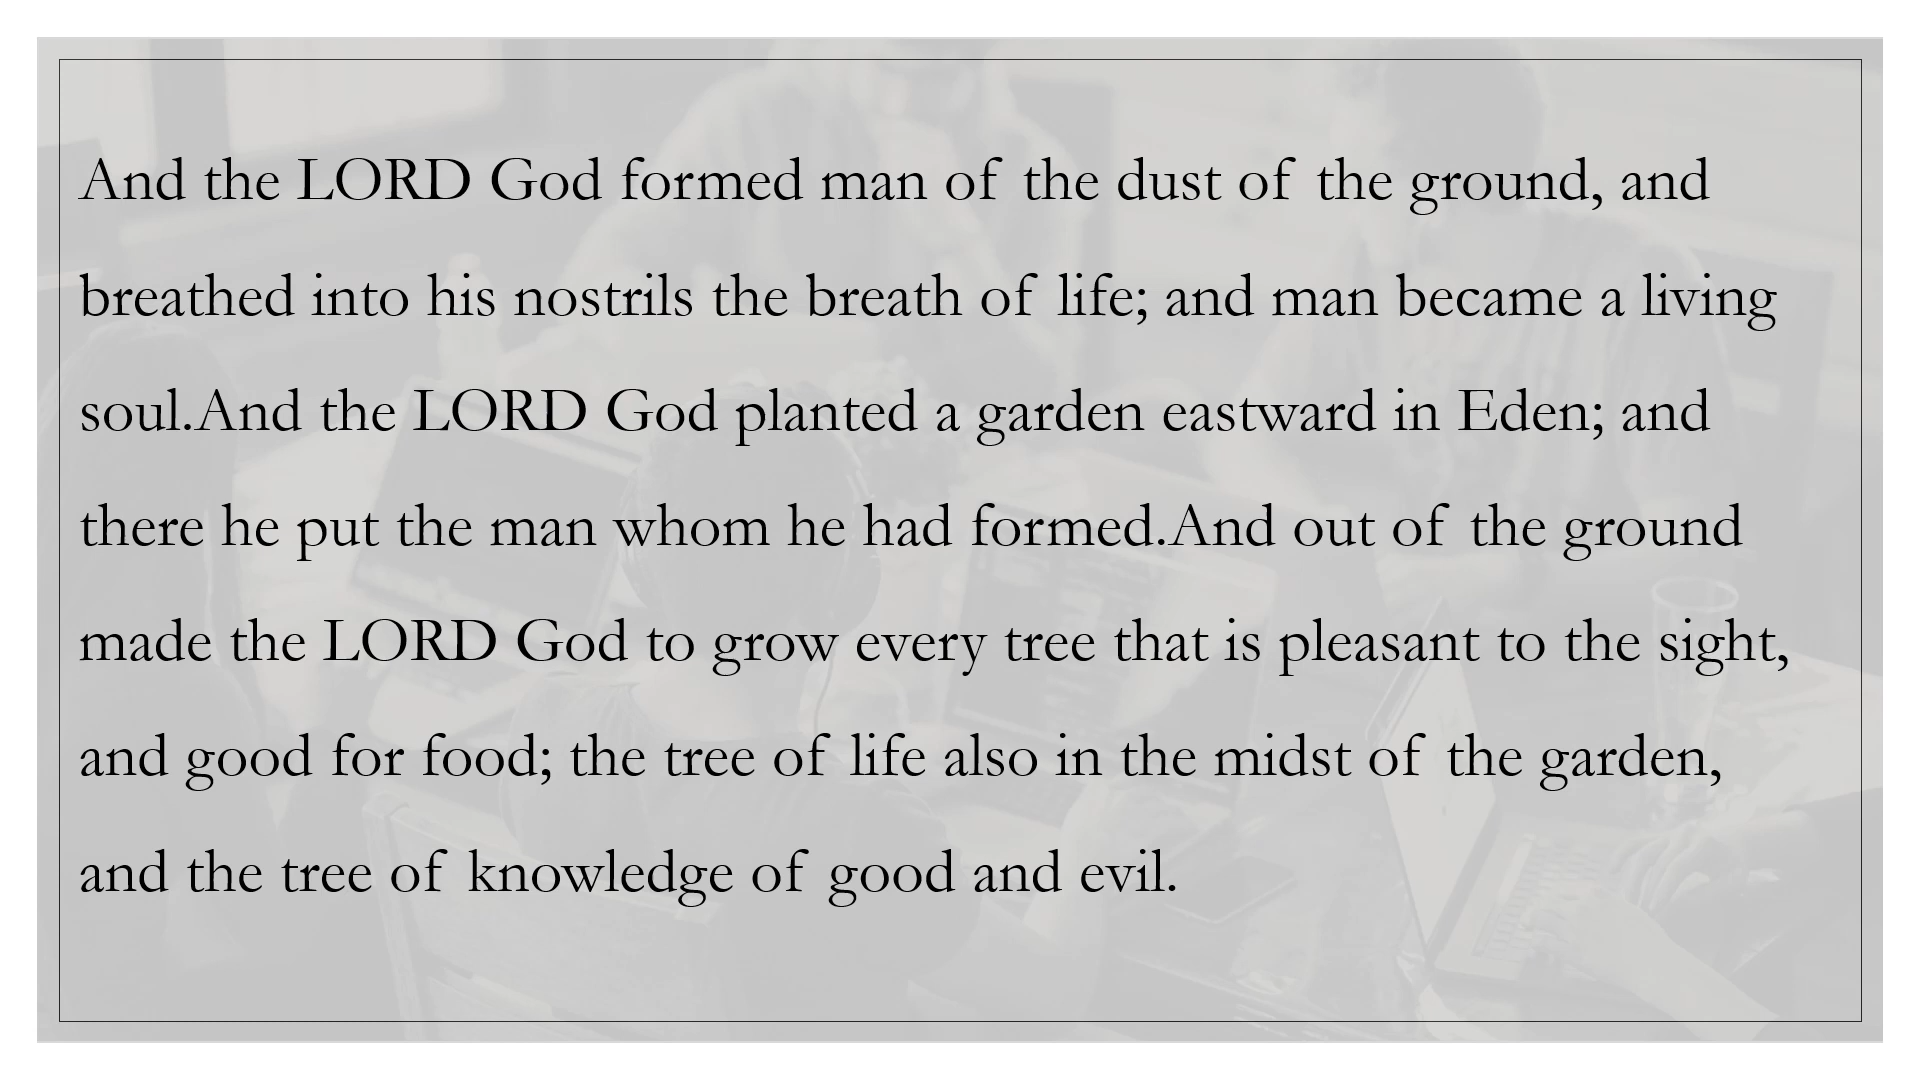 And the LORD God formed man of the dust of the ground, and
breathed into his nostrils the breath of life; and man became a living
soul.And the LORD God planted a garden eastward in Eden; and
there he put the man whom he had formed.And out of the ground
made the LORD God to grow every tree that is pleasant to the sight,
and good for food; the tree of life also in the midst of the garden,
and the tree of knowledge of good and evil.